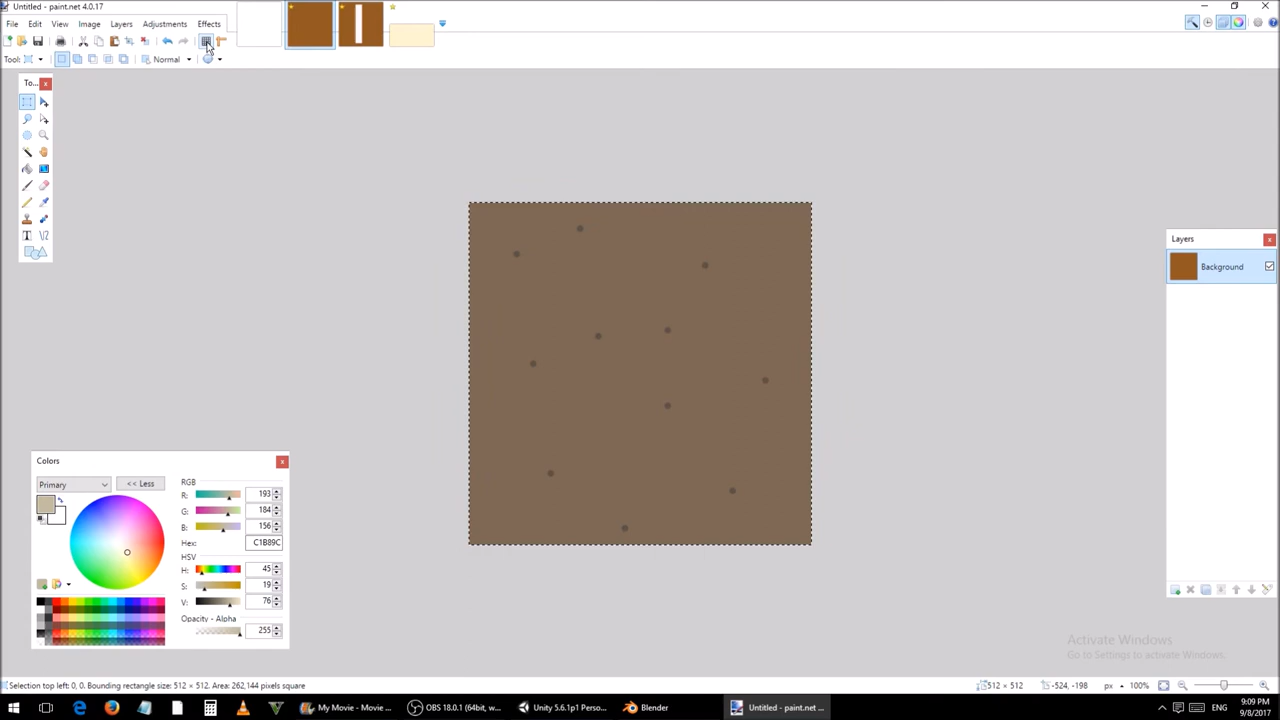 Untitled - paint.net 4.0.17
File Edit View Image Layers Adjustments Effects
Tool: Normal
To...
Layers
Background
Colors
Primary
<< Less
RGB
R: 193
G: 184
B: 156
Hex: C1B89C
HSV
H: 45
S: 19
V: 76
Opacity - Alpha
255
Activate Windows
Go to Settings to activate Windows.
Selection top left: 0, 0. Bounding rectangle size: 512 × 512. Area: 262,144 pixels square
512 × 512 -524, -198 px 100%
My Movie - Movie ... OBS 18.0.1 (64bit, w... Unity 5.6.1p1 Perso... Blender Untitled - paint.net ... ENG 9:09 PM
9/8/2017